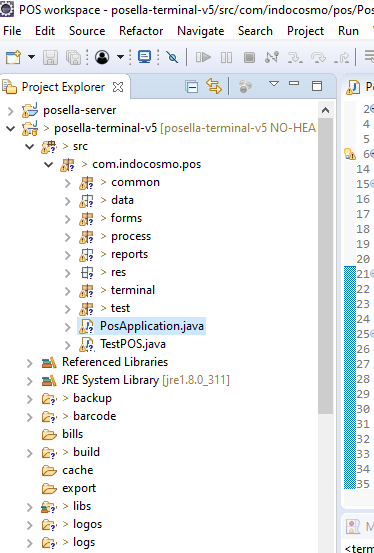 POS workspace - posella-terminal-v5/src/com/indocosmo/pos/Pos
File Edit Source Refactor Navigate Search Project Run
Project Explorer
posella-server
> posella-terminal-v5 [posella-terminal-v5 NO-HEA
> src
> com.indocosmo.pos
> common
> data
> forms
> process
> reports
> res
> terminal
> test
PosApplication.java
TestPOS.java
Referenced Libraries
JRE System Library [jre1.8.0_311]
> backup
> barcode
bills
> build
cache
export
> libs
> logos
> logs
2
4
5
6
14
15
16
19
20
21
22
23
24
25
26
27
28
29
30
31
32
33
34
35
M
<term